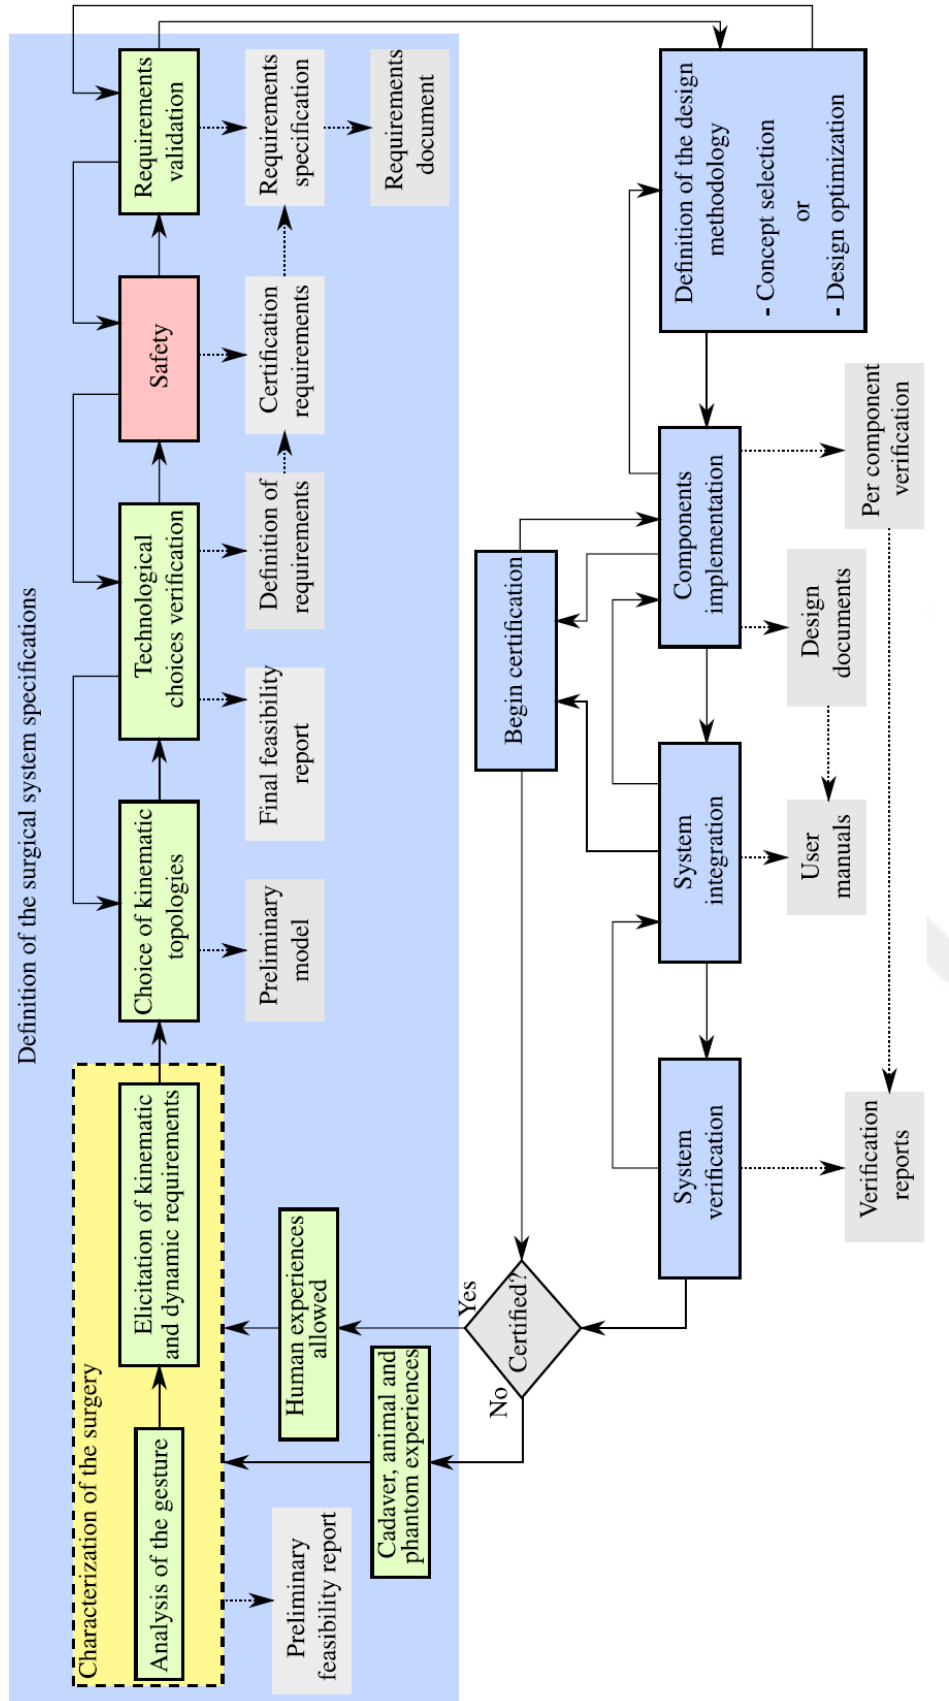 Definition of the surgical system specifications
Characterization of the surgery
Analysis of the gesture
Elicitation of kinematic
and dynamic requirements
Choice of kinematic
topologies
Technological
choices verification
Safety
Requirements
validation
Preliminary
feasibility report
Preliminary
model
Final feasibility
report
Definition of
requirements
Certification
requirements
Requirements
specification
Requirements
document
Human experiences
allowed
Cadaver, animal and
phantom experiences
Yes
No
Certified?
Begin certification
System
verification
System
integration
Components
implementation
Definition of the design
methodology
- Concept selection
or
- Design optimization
User
manuals
Design
documents
Verification
reports
Per component
verification